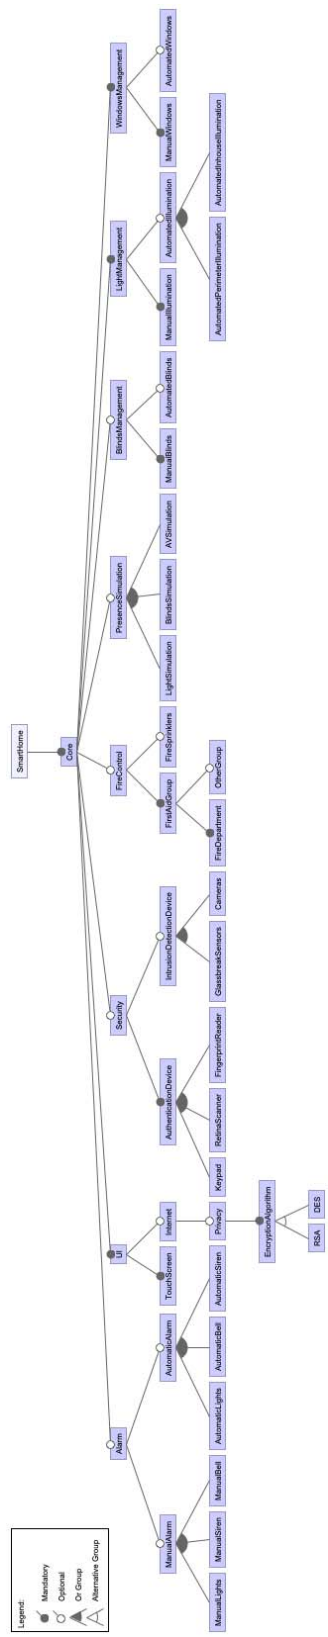 Legend:
Mandatory
Optional
Or Group
Alternative Group
SmartHome
Core
Alarm
UI
Security
FireControl
PresenceSimulation
BlindsManagement
LightManagement
WindowsManagement
ManualAlarm
AutomaticAlarm
TouchScreen
Internet
AuthenticationDevice
IntrusionDetectionDevice
FirstAidGroup
FireSprinklers
LightSimulation
BlindsSimulation
AVSimulation
ManualBlinds
AutomatedBlinds
ManualIllumination
AutomatedIllumination
ManualWindows
AutomatedWindows
ManualLights
ManualSiren
ManualBell
AutomaticLights
AutomaticBell
AutomaticSiren
Privacy
Keypad
RetinaScanner
FingerprintReader
GlassbreakSensors
Cameras
FireDepartment
OtherGroup
AutomatedPerimeterIllumination
AutomatedInhouseIllumination
EncryptionAlgorithm
RSA
DES